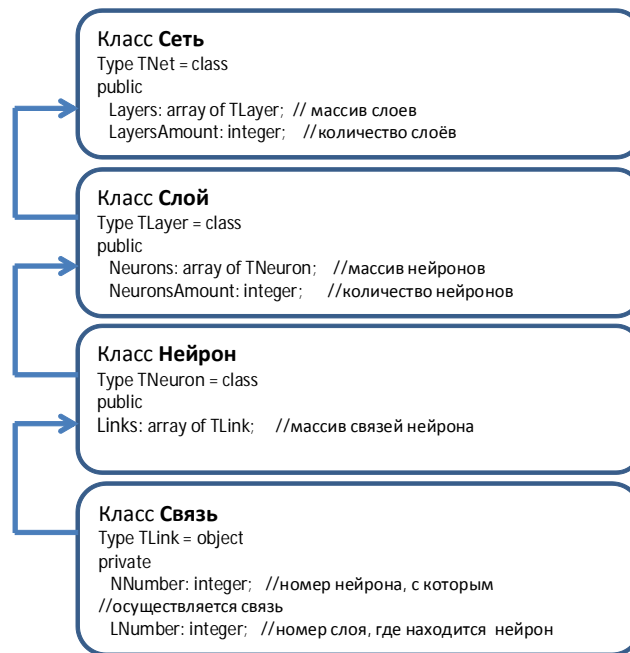 Класс Сеть
Type TNet = class
public
Layers: array of TLayer; // массив слоев
LayersAmount: integer; //количество слоёв
Класс Слой
Type TLayer = class
public
Neurons: array of TNeuron; //массив нейронов
NeuronsAmount: integer; //количество нейронов
Класс Нейрон
Type TNeuron = class
public
Links: array of TLink; //массив связей нейрона
Класс Связь
Type TLink = object
private
NNumber: integer; //номер нейрона, с которым
//осуществляется связь
LNumber: integer; //номер слоя, где находится нейрон